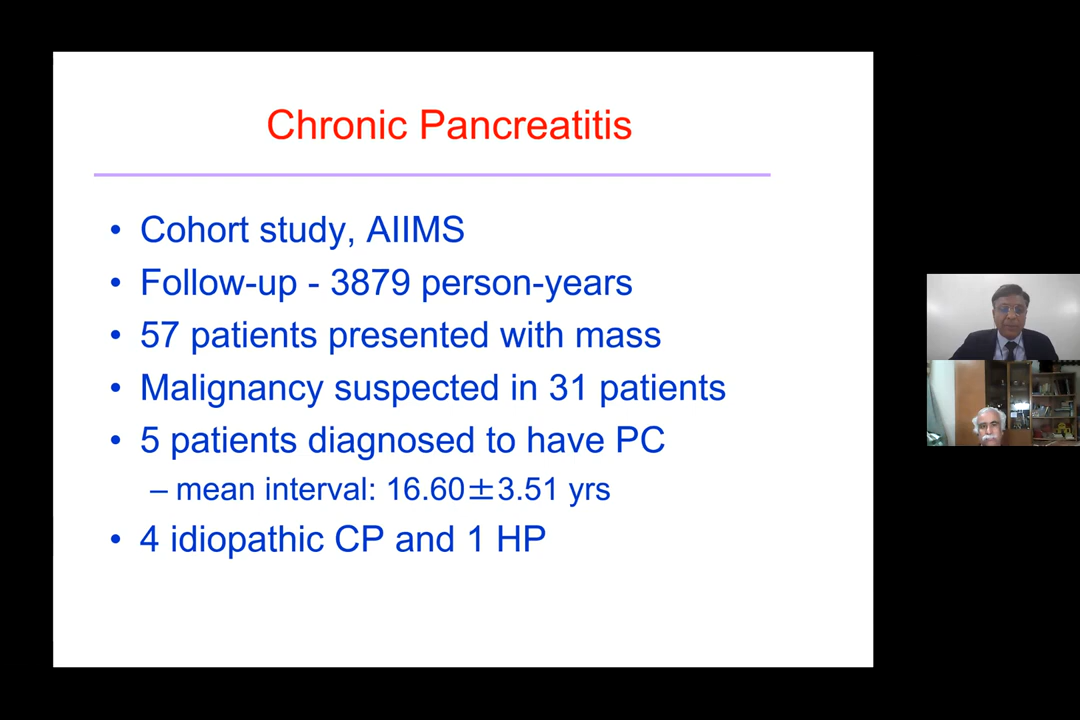 Chronic Pancreatitis
• Cohort study, AIIMS
• Follow-up - 3879 person-years
• 57 patients presented with mass
• Malignancy suspected in 31 patients
• 5 patients diagnosed to have PC
– mean interval: 16.60±3.51 yrs
• 4 idiopathic CP and 1 HP